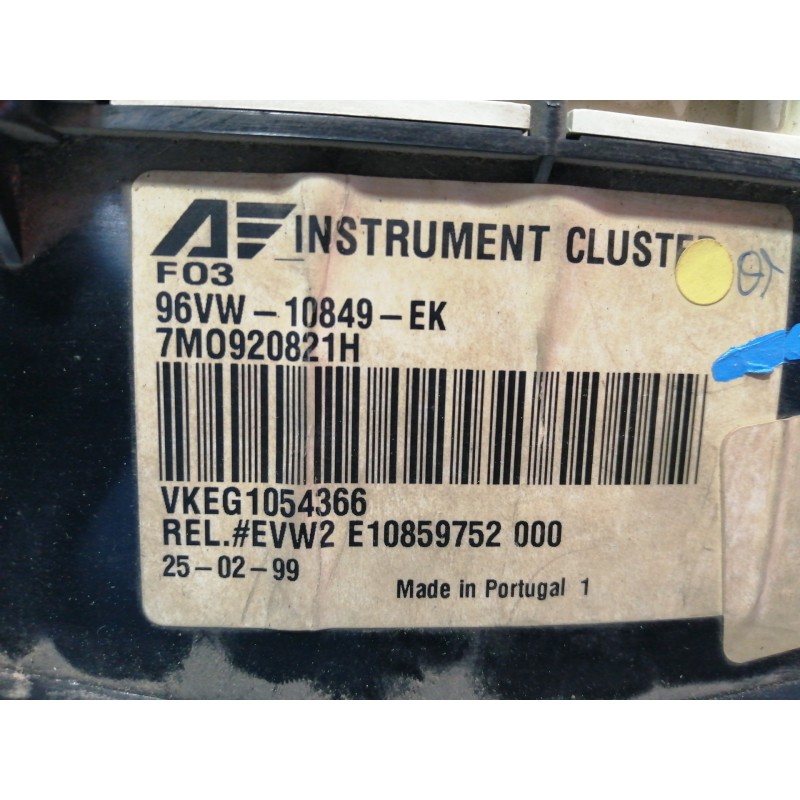 AF INSTRUMENT CLUSTER
F03
96VW-10849-EK
7M0920821H
VKEG1054366
REL.#EVW2 E10859752 000
25-02-99
Made in Portugal 1